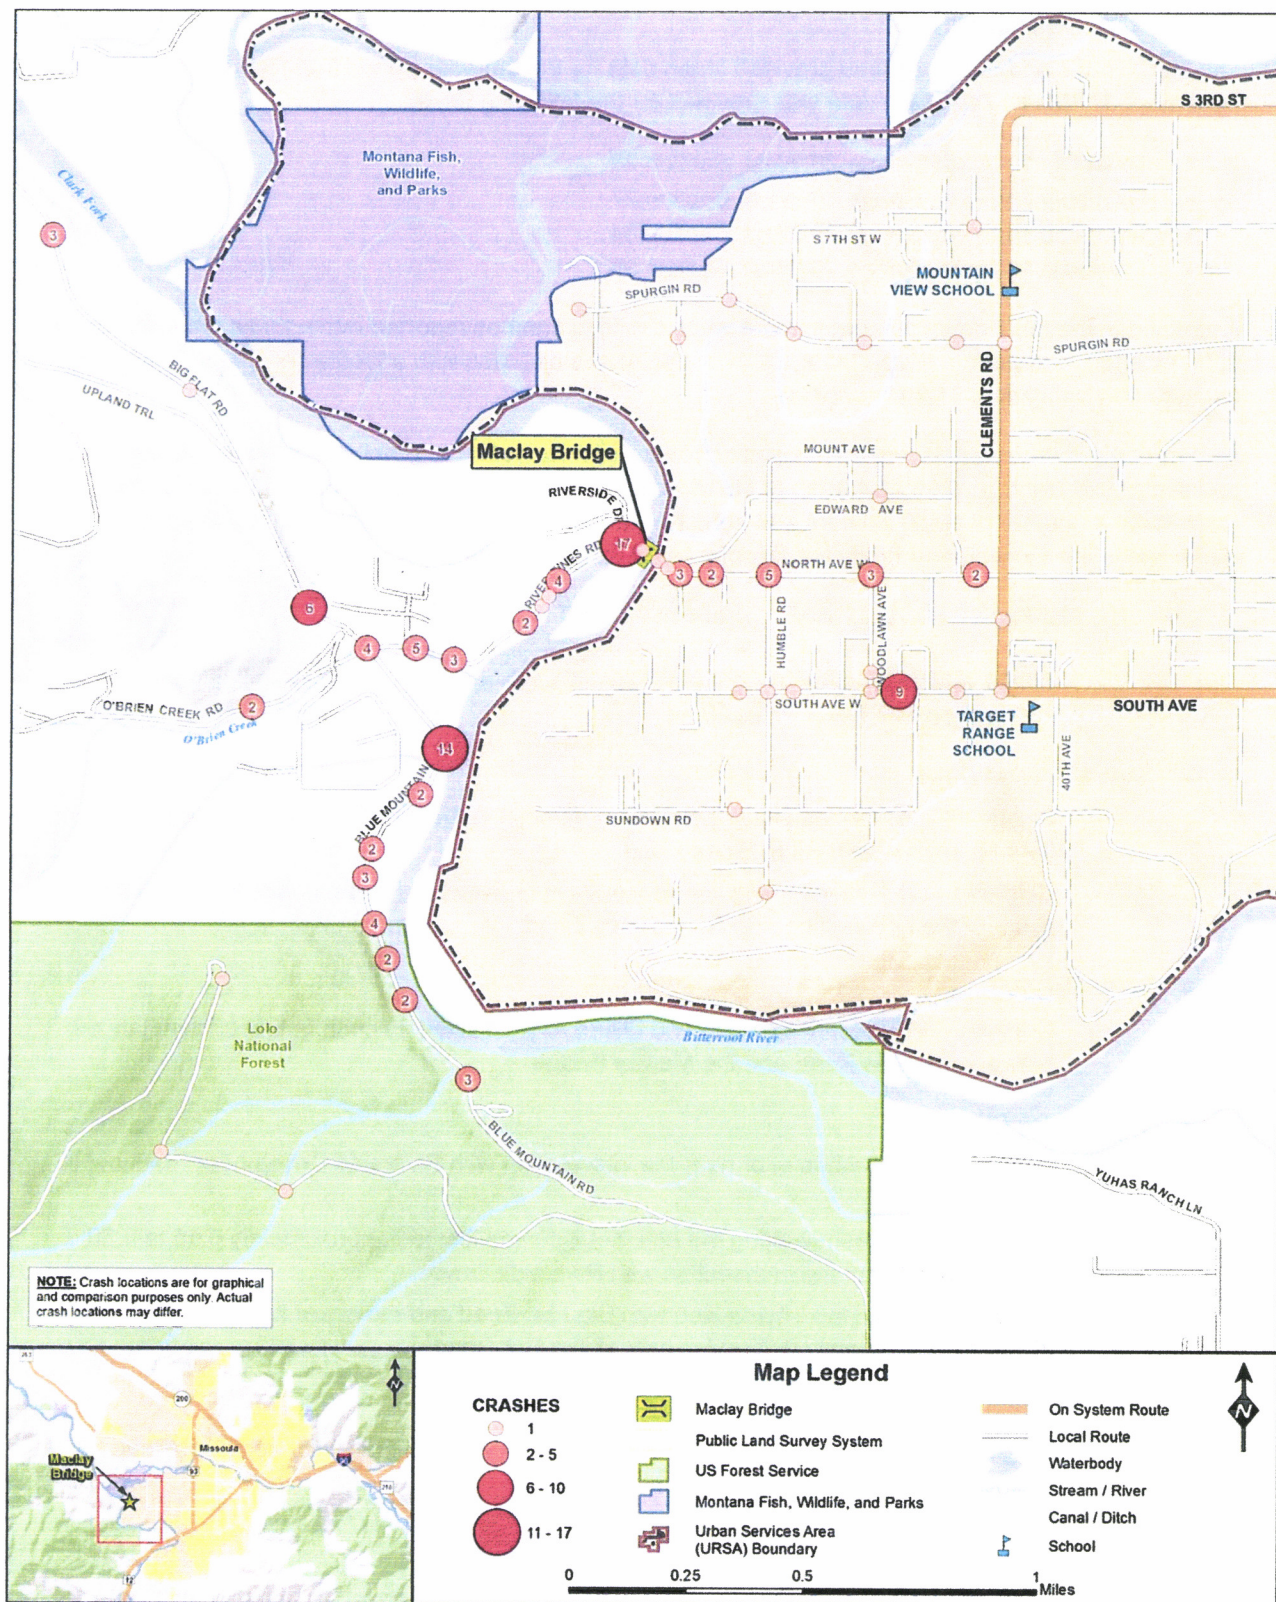 S 3RD ST
Montana Fish,
Wildlife,
and Parks
Clark Fork
3
S 7TH ST W
MOUNTAIN
VIEW SCHOOL
SPURGIN RD
SPURGIN RD
BIG FLAT RD
UPLAND TRL
CLEMENTS RD
MOUNT AVE
Maclay Bridge
RIVERSIDE DR
EDWARD AVE
17
NORTH AVE W
3
2
5
3
2
4
RIVER PINES RD
2
6
HUMBLE RD
WOODLAWN AVE
4
5
3
9
SOUTH AVE W
SOUTH AVE
2
O'BRIEN CREEK RD
O'Brien Creek
TARGET
RANGE
SCHOOL
14
40TH AVE
2
BLUE MOUNTAIN
SUNDOWN RD
2
3
4
2
2
Lolo
National
Forest
Bitterroot River
3
BLUE MOUNTAIN RD
YUHAS RANCH LN
NOTE: Crash locations are for graphical
and comparison purposes only. Actual
crash locations may differ.
200
Missoula
93
90
Maclay
Bridge
12
Map Legend
CRASHES
1
2 - 5
6 - 10
11 - 17
Maclay Bridge
Public Land Survey System
US Forest Service
Montana Fish, Wildlife, and Parks
Urban Services Area
(URSA) Boundary
On System Route
Local Route
Waterbody
Stream / River
Canal / Ditch
School
N
N
0 0.25 0.5 1
Miles